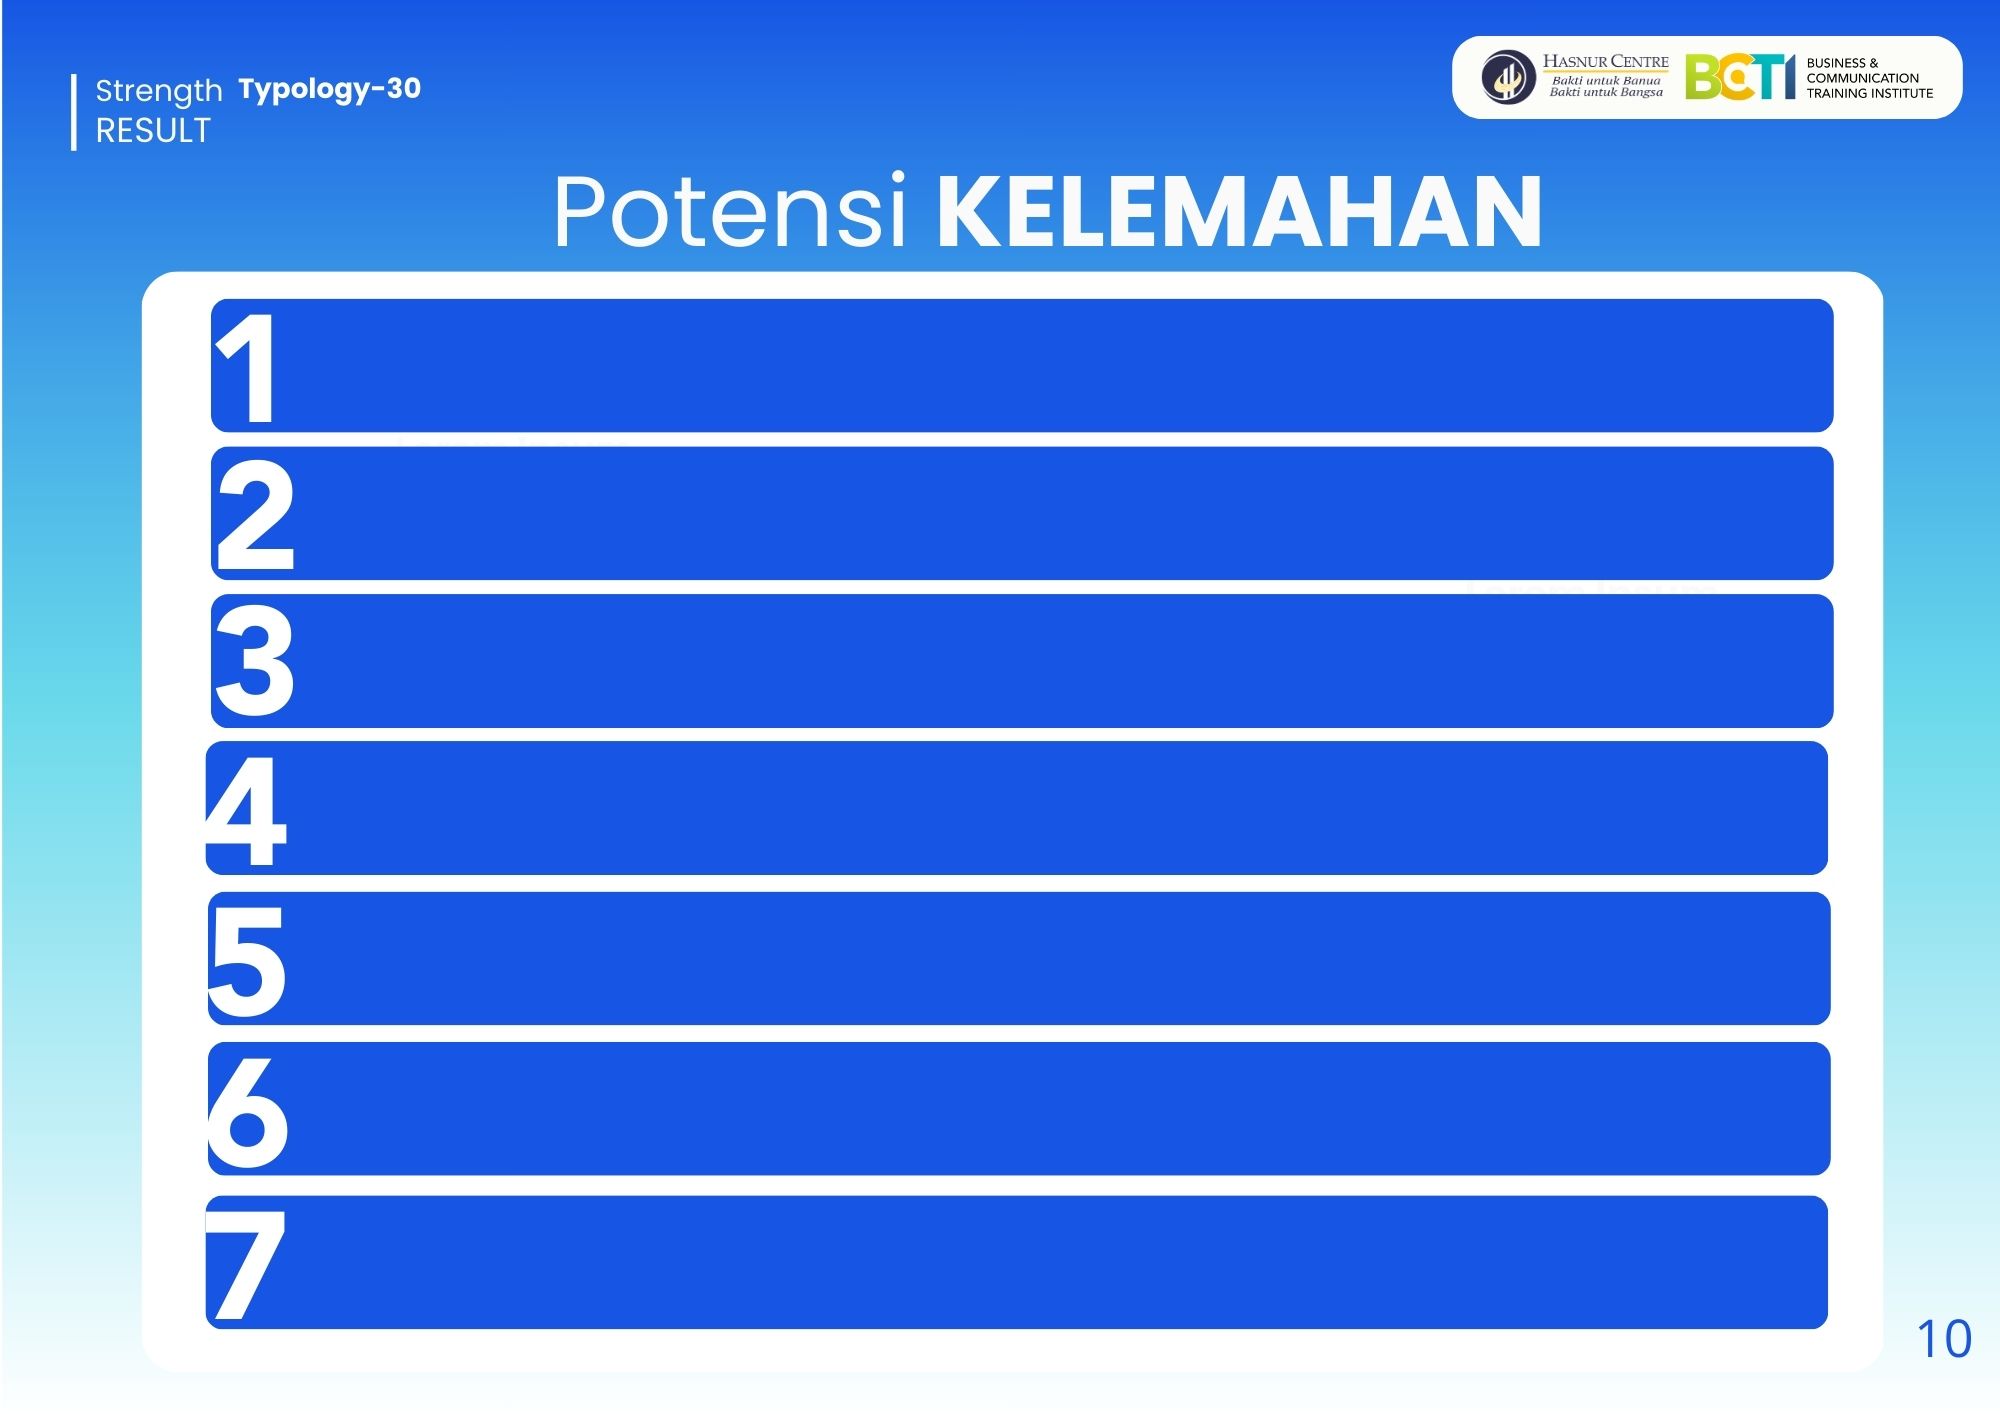 Strength Typology-30
RESULT
HASNUR CENTRE
Bakti untuk Banua
Bakti untuk Bangsa
BCTI
BUSINESS &
COMMUNICATION
TRAINING INSTITUTE
Potensi KELEMAHAN
1
2
3
4
5
6
7
10